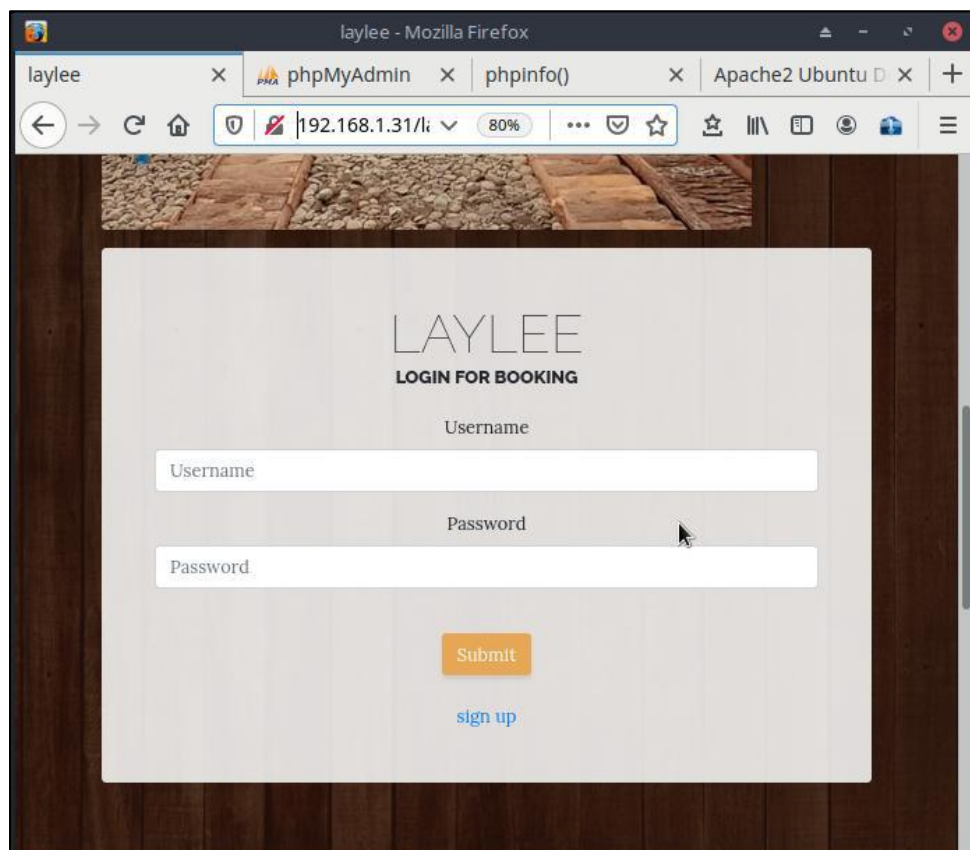 laylee - Mozilla Firefox
laylee phpMyAdmin phpinfo() Apache2 Ubuntu D
192.168.1.31/la 80%
LAYLEE
LOGIN FOR BOOKING
Username
Username
Password
Password
Submit
sign up